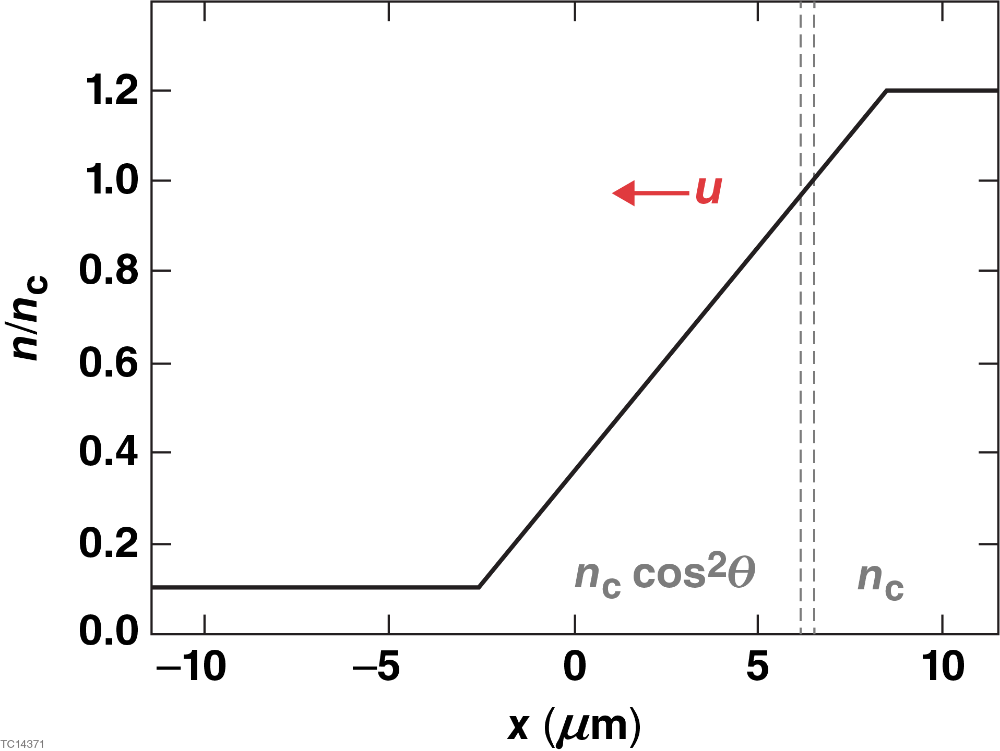 n/nc
1.2
1.0
0.8
0.6
0.4
0.2
0.0
u
nc cos²θ
nc
–10 –5 0 5 10
x (μm)
TC14371